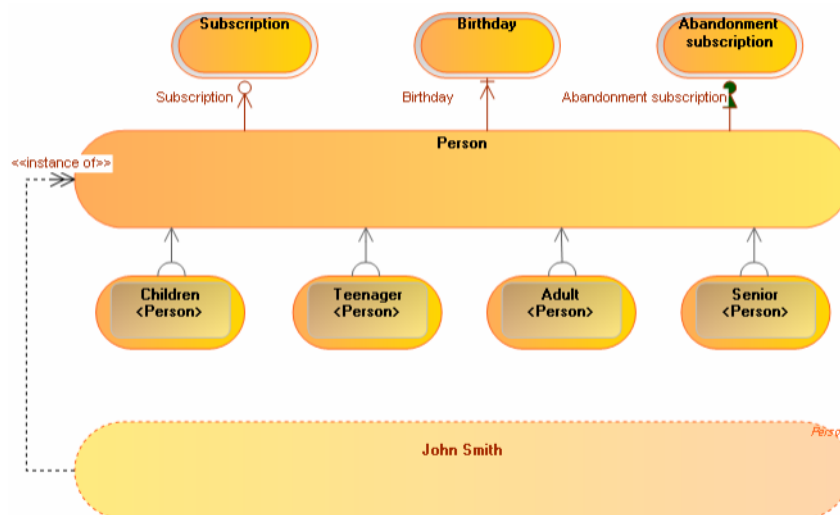 Subscription
Birthday
Abandonment
subscription
Subscription
Birthday
Abandonment subscription
Person
<<instance of>>
Children
<Person>
Teenager
<Person>
Adult
<Person>
Senior
<Person>
John Smith